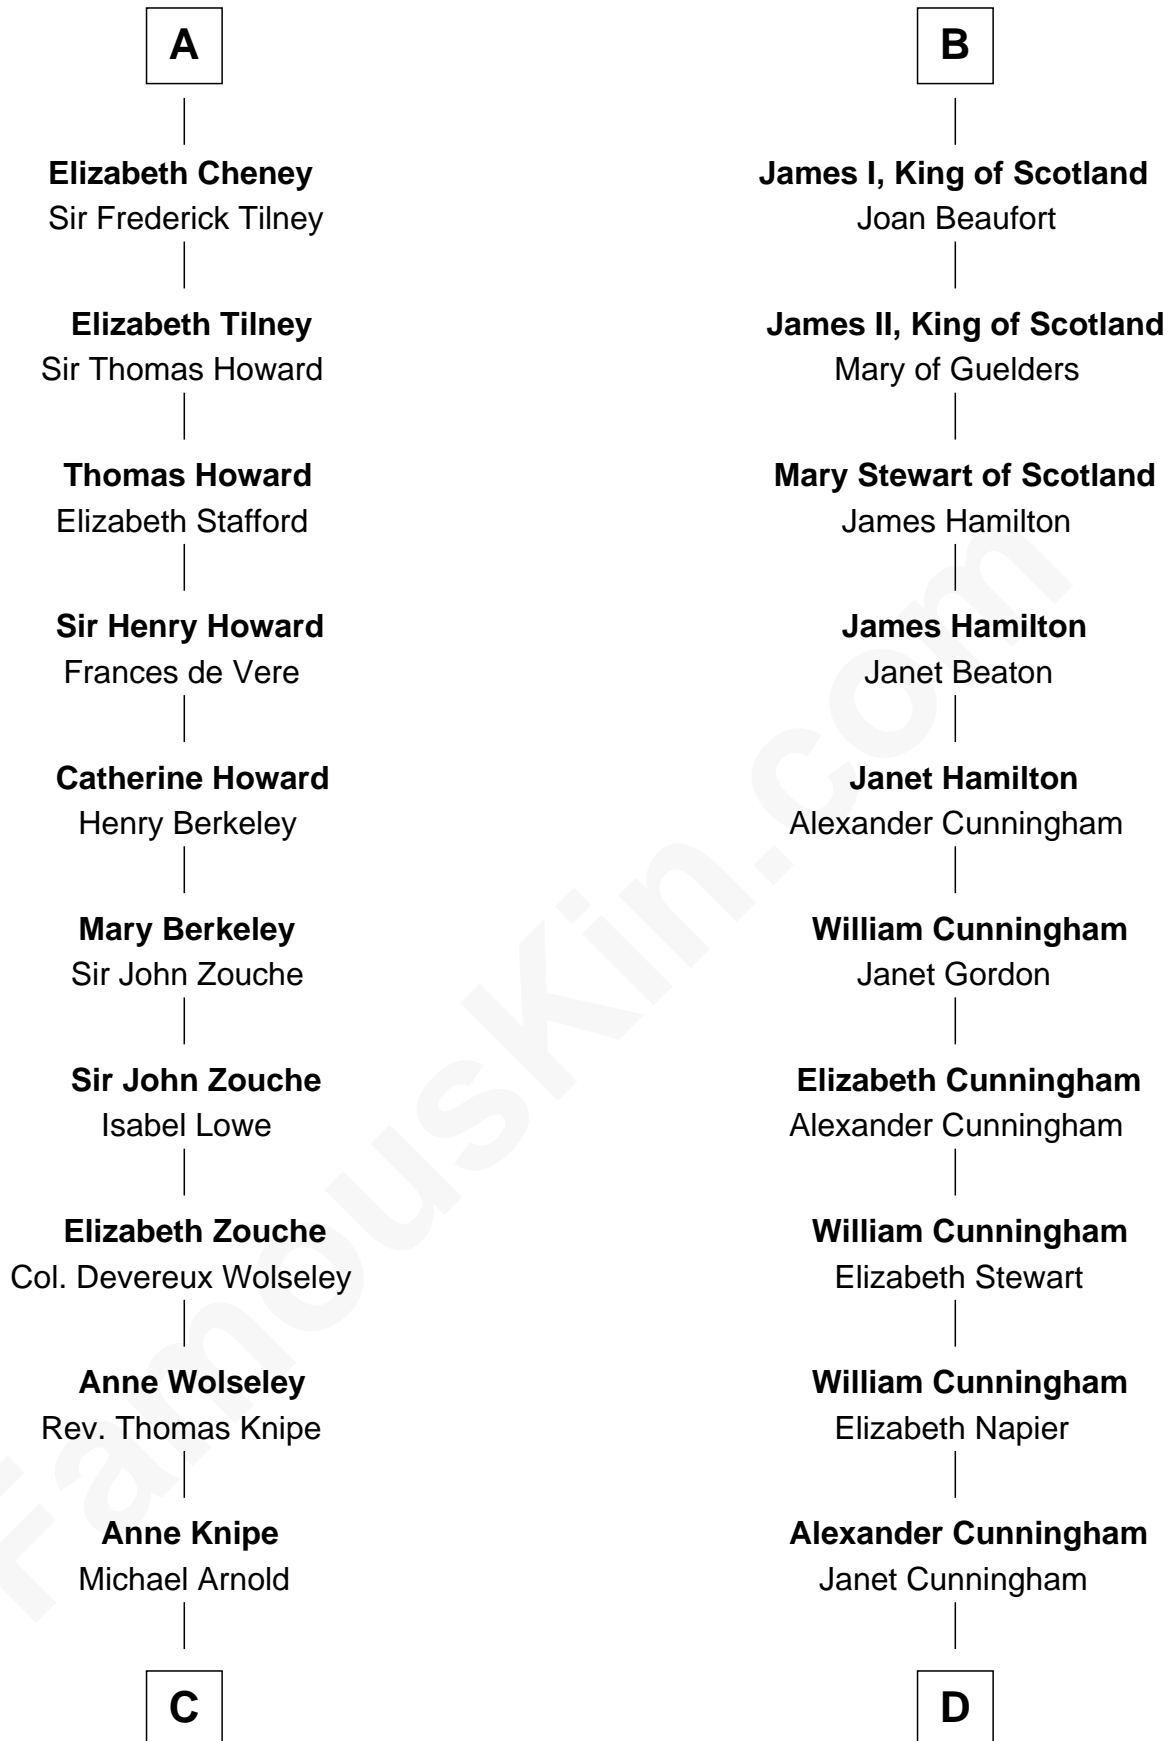 A
Elizabeth Cheney
Sir Frederick Tilney
Elizabeth Tilney
Sir Thomas Howard
Thomas Howard
Elizabeth Stafford
Sir Henry Howard
Frances de Vere
Catherine Howard
Henry Berkeley
Mary Berkeley
Sir John Zouche
Sir John Zouche
Isabel Lowe
Elizabeth Zouche
Col. Devereux Wolseley
Anne Wolseley
Rev. Thomas Knipe
Anne Knipe
Michael Arnold
C
B
James I, King of Scotland
Joan Beaufort
James II, King of Scotland
Mary of Guelders
Mary Stewart of Scotland
James Hamilton
James Hamilton
Janet Beaton
Janet Hamilton
Alexander Cunningham
William Cunningham
Janet Gordon
Elizabeth Cunningham
Alexander Cunningham
William Cunningham
Elizabeth Stewart
William Cunningham
Elizabeth Napier
Alexander Cunningham
Janet Cunningham
D
FamousKin.com